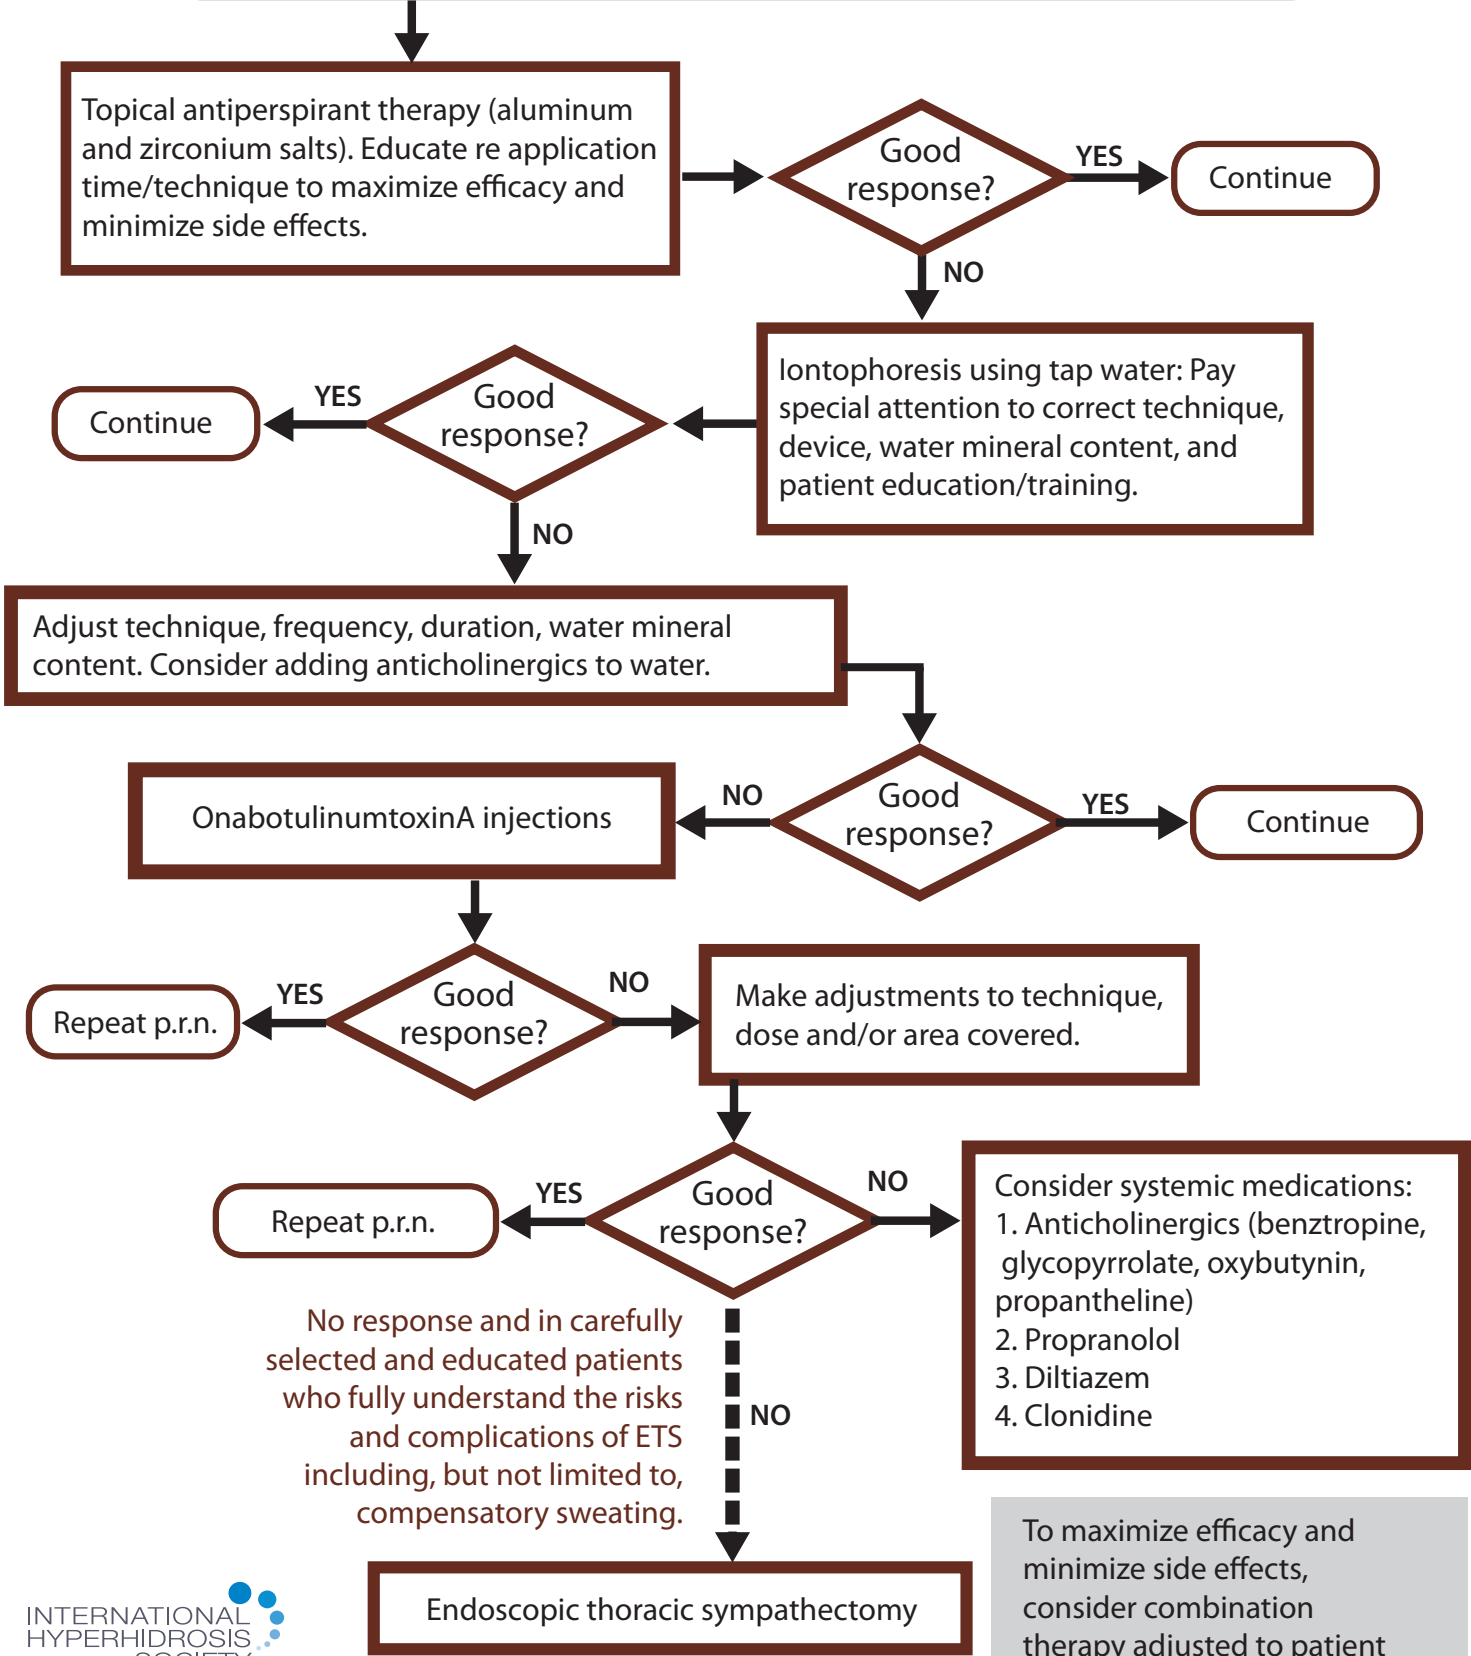 Topical antiperspirant therapy (aluminum
and zirconium salts). Educate re application
time/technique to maximize efficacy and
minimize side effects.
Good
response?
YES
Continue
NO
Iontophoresis using tap water: Pay
special attention to correct technique,
device, water mineral content, and
patient education/training.
Good
response?
YES
Continue
NO
Adjust technique, frequency, duration, water mineral
content. Consider adding anticholinergics to water.
Good
response?
YES
Continue
NO
OnabotulinumtoxinA injections
Good
response?
YES
Repeat p.r.n.
NO
Make adjustments to technique,
dose and/or area covered.
Good
response?
YES
Repeat p.r.n.
NO
Consider systemic medications:
1. Anticholinergics (benztropine,
glycopyrrolate, oxybutynin,
propantheline)
2. Propranolol
3. Diltiazem
4. Clonidine
No response and in carefully
selected and educated patients
who fully understand the risks
and complications of ETS
including, but not limited to,
compensatory sweating.
NO
Endoscopic thoracic sympathectomy
To maximize efficacy and
minimize side effects,
consider combination
therapy adjusted to patient
INTERNATIONAL
HYPERHIDROSIS
SOCIETY